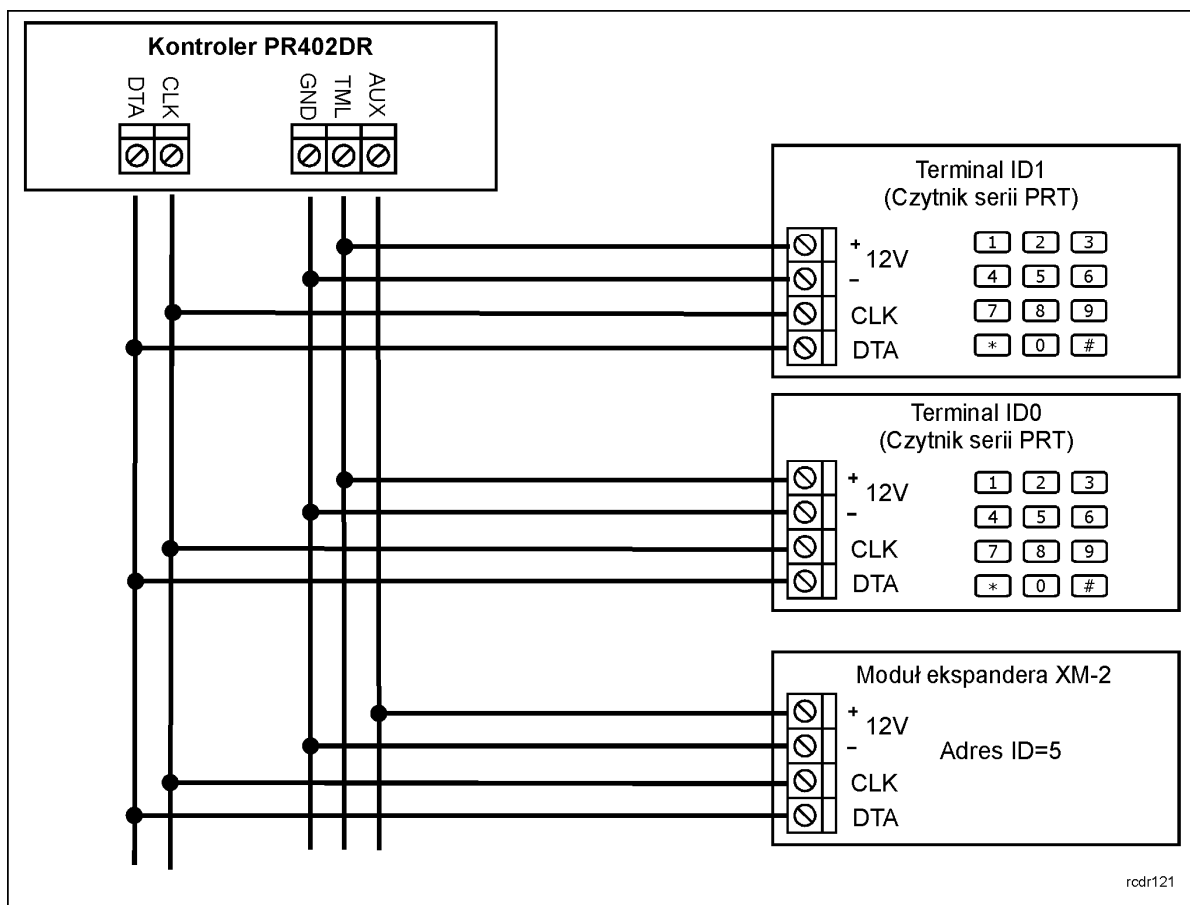 Kontroler PR402DR
DTA CLK GND TML AUX
Terminal ID1
(Czytnik serii PRT)
+
12V
-
CLK
DTA
1 2 3
4 5 6
7 8 9
* 0 #
Terminal ID0
(Czytnik serii PRT)
+
12V
-
CLK
DTA
1 2 3
4 5 6
7 8 9
* 0 #
Moduł ekspandera XM-2
+
12V
-
CLK
DTA
Adres ID=5
rcdr121